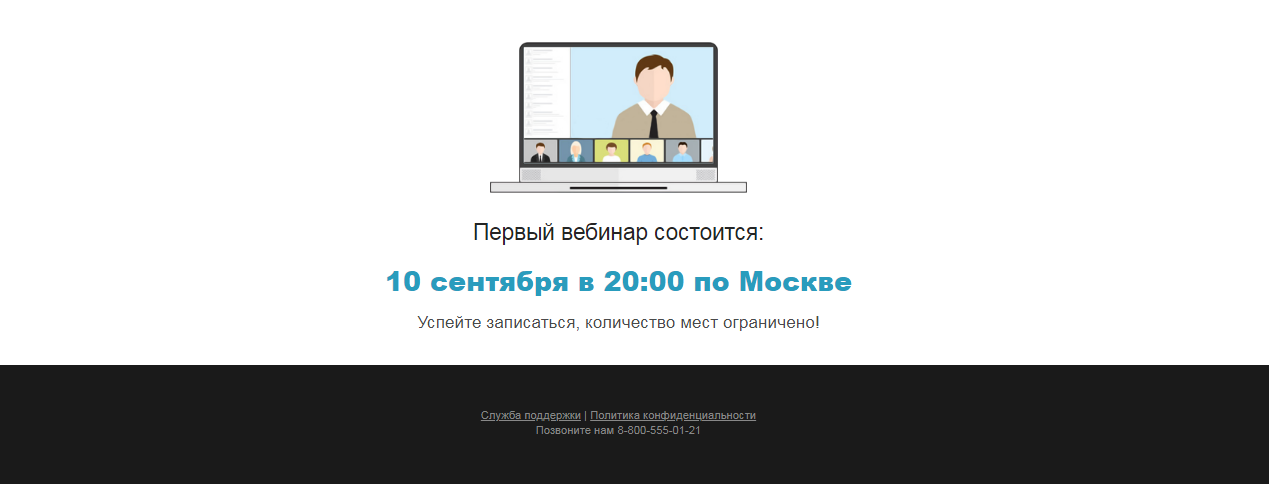 Первый вебинар состоится:
10 сентября в 20:00 по Москве
Успейте записаться, количество мест ограничено!
Служба поддержки | Политика конфиденциальности
Позвоните нам 8-800-555-01-21